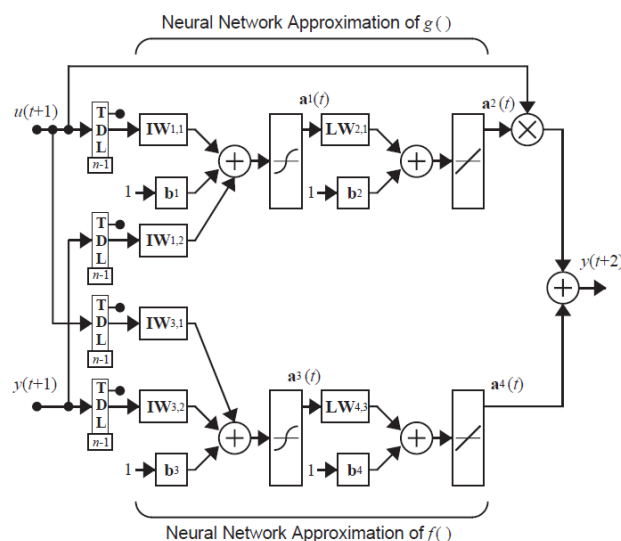 Neural Network Approximation of g ( )
u(t+1)
T
D
L
n-1
IW1,1
a1(t)
LW2,1
a2(t)
1
b1
1
b2
T
D
L
n-1
IW1,2
y(t+2)
T
D
L
n-1
IW3,1
y(t+1)
T
D
L
n-1
IW3,2
a3(t)
LW4,3
a4(t)
1
b3
1
b4
Neural Network Approximation of f ( )